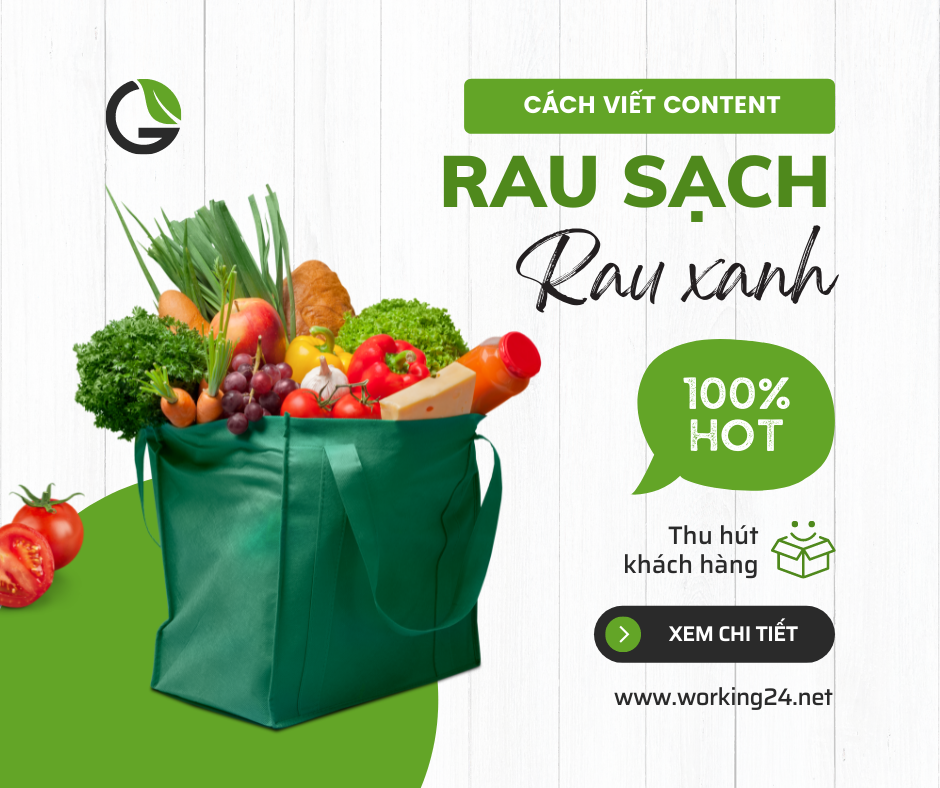 CÁCH VIẾT CONTENT
RAU SẠCH
Rau xanh
100%
HOT
Thu hút
khách hàng
XEM CHI TIẾT
www.working24.net